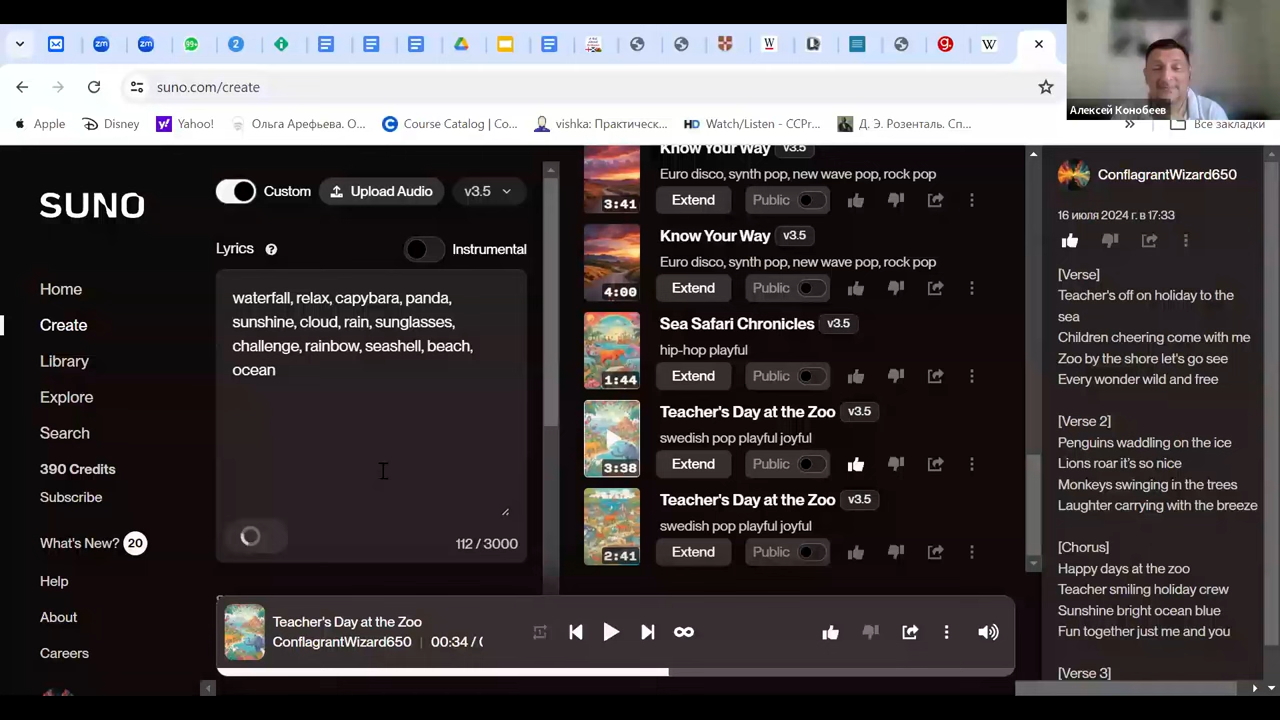 99+
2
g.
W
W
suno.com/create
Алексей Конобеев
Apple
Disney
Yahoo!
Ольга Арефьева. О...
Course Catalog | Co...
vishka: Практическ...
HD Watch/Listen - CCPr...
Д. Э. Розенталь. Сп...
Все закладки
SUNO
Home
Create
Library
Explore
Search
390 Credits
Subscribe
What's New? 20
Help
About
Careers
Custom
Upload Audio
v3.5
Lyrics
Instrumental
waterfall, relax, capybara, panda,
sunshine, cloud, rain, sunglasses,
challenge, rainbow, seashell, beach,
ocean
112 / 3000
Know Your Way v3.5
Euro disco, synth pop, new wave pop, rock pop
3:41
Extend Public
Know Your Way v3.5
Euro disco, synth pop, new wave pop, rock pop
4:00
Extend Public
Sea Safari Chronicles v3.5
hip-hop playful
1:44
Extend Public
Teacher's Day at the Zoo v3.5
swedish pop playful joyful
3:38
Extend Public
Teacher's Day at the Zoo v3.5
swedish pop playful joyful
2:41
Extend Public
ConflagrantWizard650
16 июля 2024 г. в 17:33
[Verse]
Teacher's off on holiday to the
sea
Children cheering come with me
Zoo by the shore let's go see
Every wonder wild and free
[Verse 2]
Penguins waddling on the ice
Lions roar it's so nice
Monkeys swinging in the trees
Laughter carrying with the breeze
[Chorus]
Happy days at the zoo
Teacher smiling holiday crew
Sunshine bright ocean blue
Fun together just me and you
[Verse 3]
Teacher's Day at the Zoo
ConflagrantWizard650 00:34 /